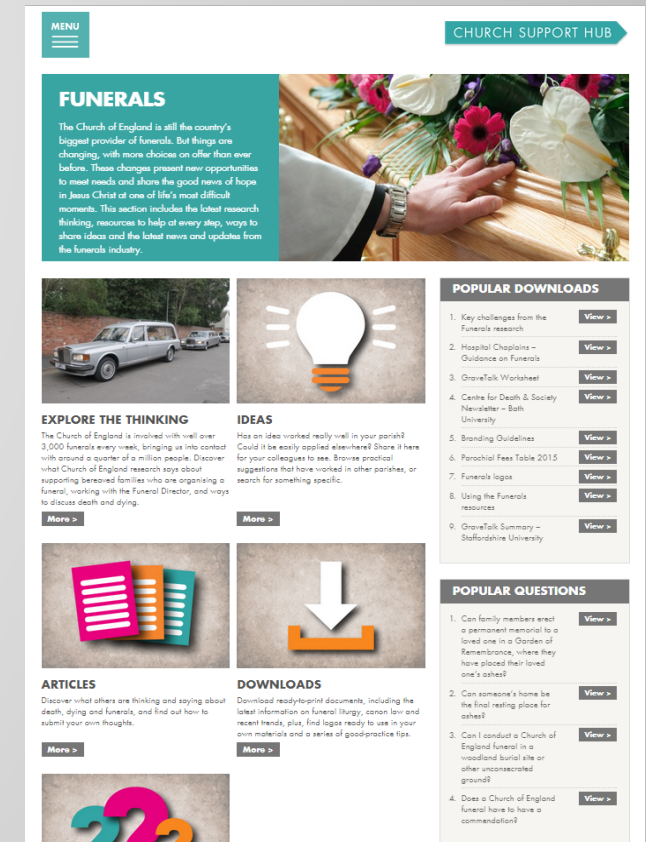 MENU
CHURCH SUPPORT HUB
FUNERALS
The Church of England is still the country's
biggest provider of funerals. But things are
changing, with more choices on offer than ever
before. These changes present new opportunities
to meet needs and share the good news of hope
in Jesus Christ at one of life's most difficult
moments. This section includes the latest research
thinking, resources to help at every step, ways to
share ideas and the latest news and updates from
the funerals industry.
EXPLORE THE THINKING
The Church of England is involved with well over
3,000 funerals every week, bringing us into contact
with around a quarter of a million people. Discover
what Church of England research says about
supporting bereaved families who are organising a
funeral, working with the Funeral Director, and ways
to discuss death and dying.
More >
IDEAS
Has an idea worked really well in your parish?
Could it be easily applied elsewhere? Share it here
for your colleagues to see. Browse practical
suggestions that have worked in other parishes, or
search for something specific.
More >
ARTICLES
Discover what others are thinking and saying about
death, dying and funerals, and find out how to
submit your own thoughts.
More >
DOWNLOADS
Download ready-to-print documents, including the
latest information on funeral liturgy, canon law and
recent trends, plus, find logos ready to use in your
own materials and a series of good-practice tips.
More >
???
POPULAR DOWNLOADS
1. Key challenges from the View >
Funerals research
2. Hospital Chaplains – View >
Guidance on Funerals
3. GraveTalk Worksheet View >
4. Centre for Death & Society View >
Newsletter – Bath
University
5. Branding Guidelines View >
6. Parochial Fees Table 2015 View >
7. Funerals logos View >
8. Using the Funerals View >
resources
9. GraveTalk Summary – View >
Staffordshire University
POPULAR QUESTIONS
1. Can family members erect View >
a permanent memorial to a
loved one in a Garden of
Remembrance, where they
have placed their loved
one's ashes?
2. Can someone's home be View >
the final resting place for
ashes?
3. Can I conduct a Church of View >
England funeral in a
woodland burial site or
other unconsecrated
ground?
4. Does a Church of England View >
funeral have to have a
commendation?